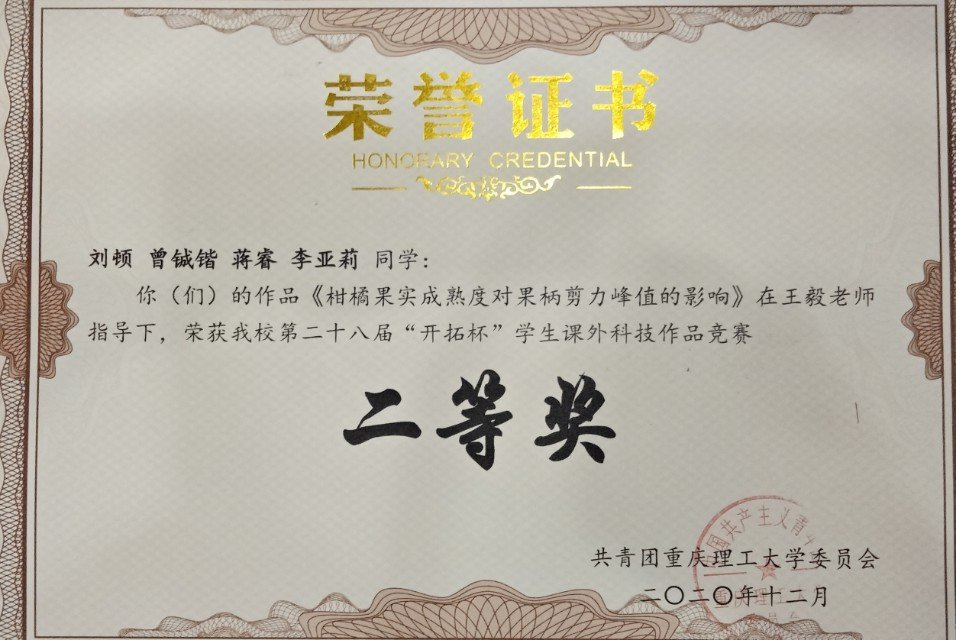 荣誉证书
HONORARY CREDENTIAL
刘顿 曾铖锴 蒋睿 李亚莉 同学：
你（们）的作品《柑橘果实成熟度对果柄剪力峰值的影响》在王毅老师
指导下，荣获我校第二十八届“开拓杯”学生课外科技作品竞赛
二等奖
共青团重庆理工大学委员会
二〇二〇年十二月